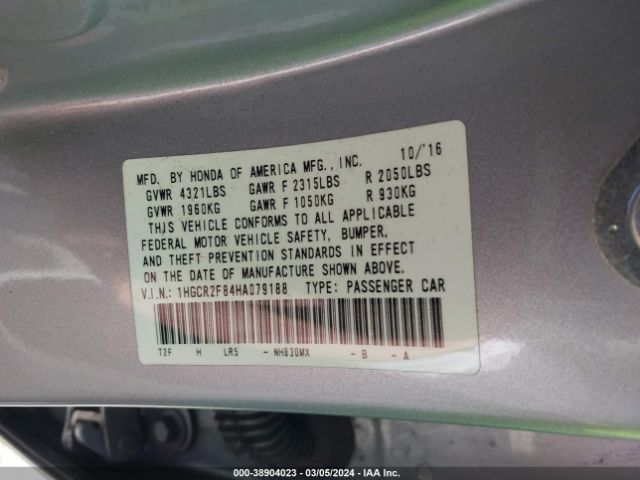 MFD. BY HONDA OF AMERICA MFG., INC. 10/'16
GVWR 4321LBS GAWR F 2315LBS R 2050LBS
GVWR 1960KG GAWR F 1050KG R 930KG
THIS VEHICLE CONFORMS TO ALL APPLICABLE
FEDERAL MOTOR VEHICLE SAFETY, BUMPER,
AND THEFT PREVENTION STANDARDS IN EFFECT
ON THE DATE OF MANUFACTURE SHOWN ABOVE.
V.I.N.: 1HGCR2F84HA079188 TYPE: PASSENGER CAR
T2F H LR5 - NH830MX - B - A
000-38904023 - 03/05/2024 - IAA Inc.